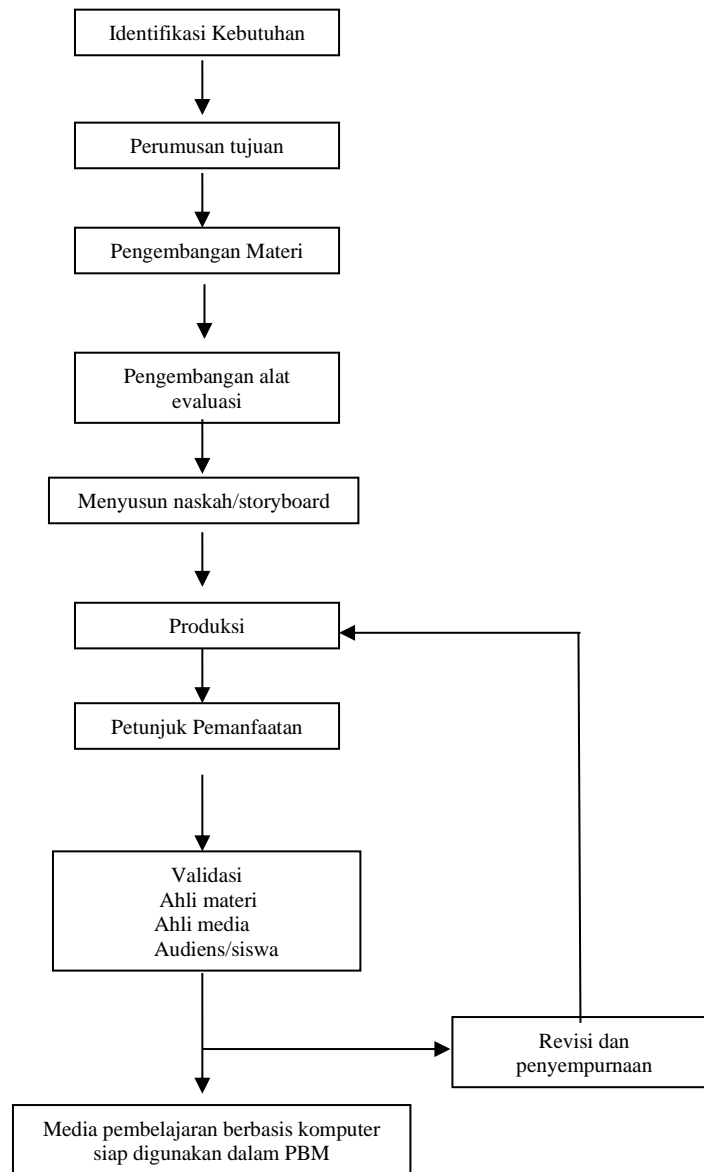 Identifikasi Kebutuhan
Perumusan tujuan
Pengembangan Materi
Pengembangan alat
evaluasi
Menyusun naskah/storyboard
Produksi
Petunjuk Pemanfaatan
Validasi
Ahli materi
Ahli media
Audiens/siswa
Revisi dan
penyempurnaan
Media pembelajaran berbasis komputer
siap digunakan dalam PBM